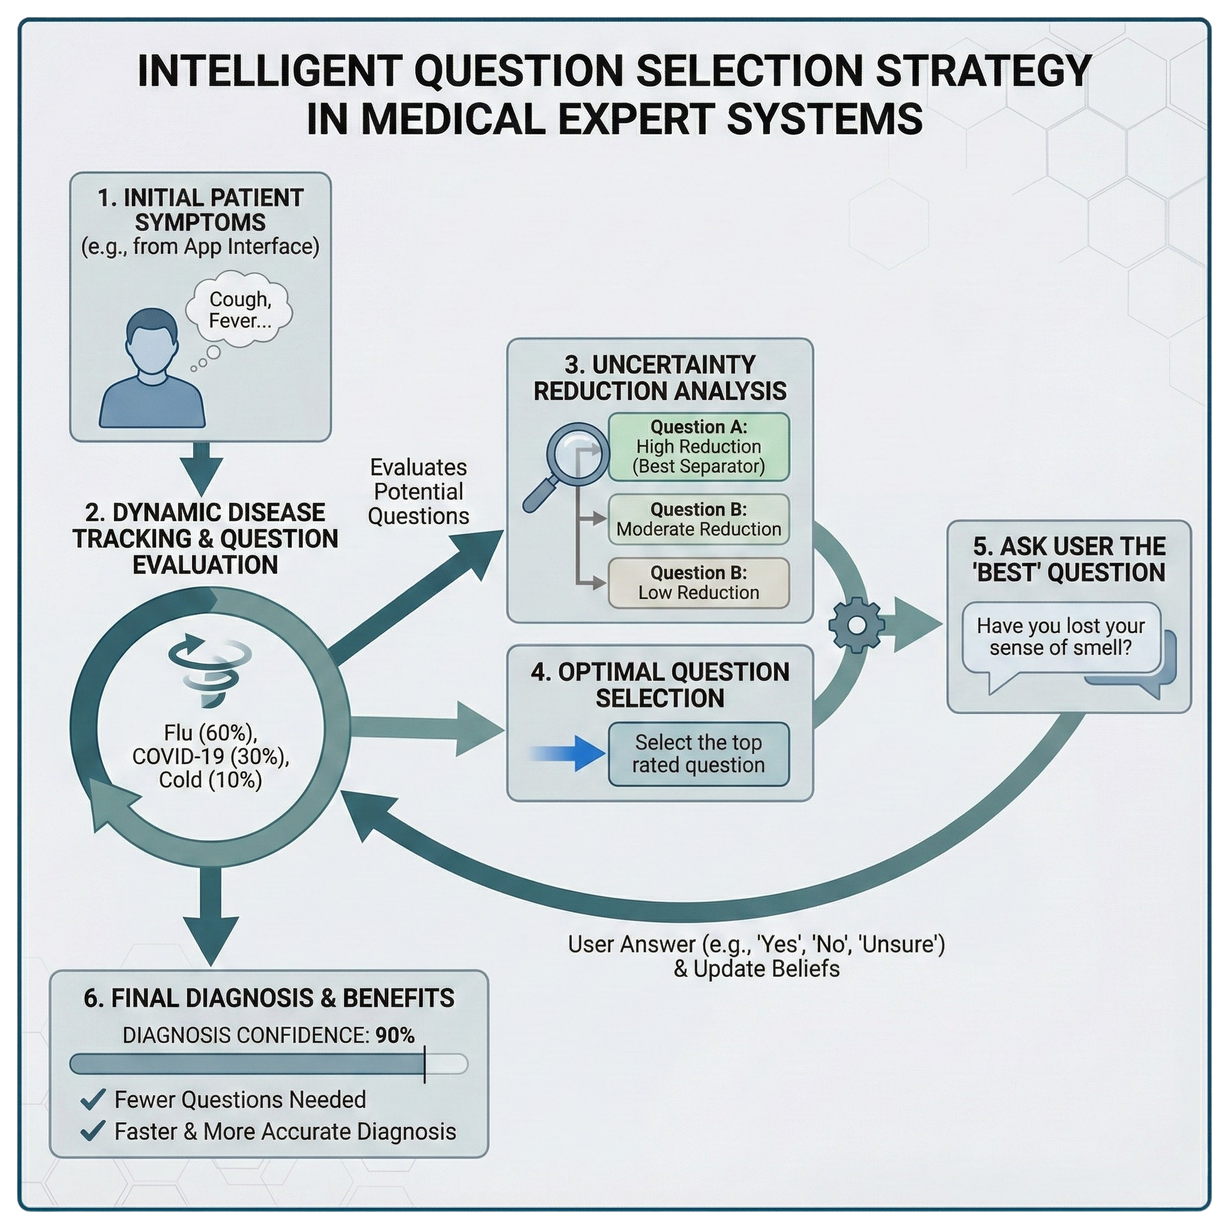 INTELLIGENT QUESTION SELECTION STRATEGY
IN MEDICAL EXPERT SYSTEMS
1. INITIAL PATIENT
SYMPTOMS
(e.g., from App Interface)
Cough,
Fever...
2. DYNAMIC DISEASE
TRACKING & QUESTION
EVALUATION
Flu (60%),
COVID-19 (30%),
Cold (10%)
Evaluates
Potential
Questions
3. UNCERTAINTY
REDUCTION ANALYSIS
Question A:
High Reduction
(Best Separator)
Question B:
Moderate Reduction
Question B:
Low Reduction
4. OPTIMAL QUESTION
SELECTION
Select the top
rated question
5. ASK USER THE
'BEST' QUESTION
Have you lost your
sense of smell?
User Answer (e.g., 'Yes', 'No', 'Unsure')
& Update Beliefs
6. FINAL DIAGNOSIS & BENEFITS
DIAGNOSIS CONFIDENCE: 90%
Fewer Questions Needed
Faster & More Accurate Diagnosis